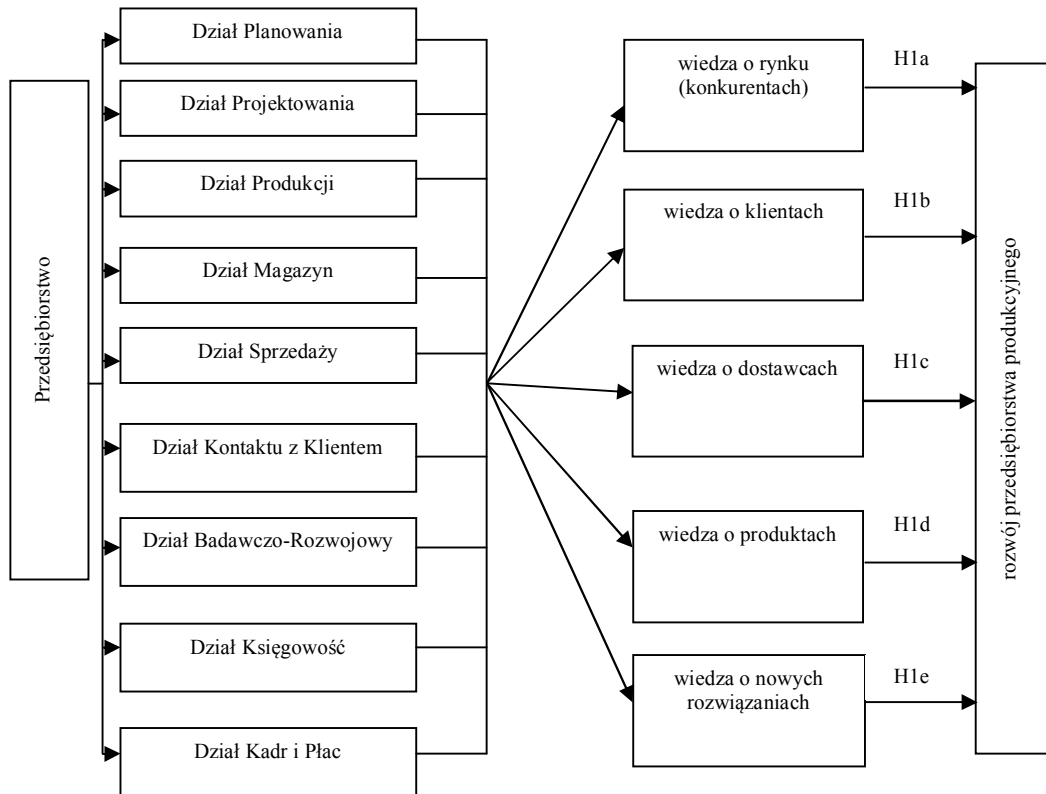 Przedsiębiorstwo
Dział Planowania
Dział Projektowania
Dział Produkcji
Dział Magazyn
Dział Sprzedaży
Dział Kontaktu z Klientem
Dział Badawczo-Rozwojowy
Dział Księgowość
Dział Kadr i Płac
wiedza o rynku
(konkurentach)
wiedza o klientach
wiedza o dostawcach
wiedza o produktach
wiedza o nowych
rozwiązaniach
H1a
H1b
H1c
H1d
H1e
rozwój przedsiębiorstwa produkcyjnego